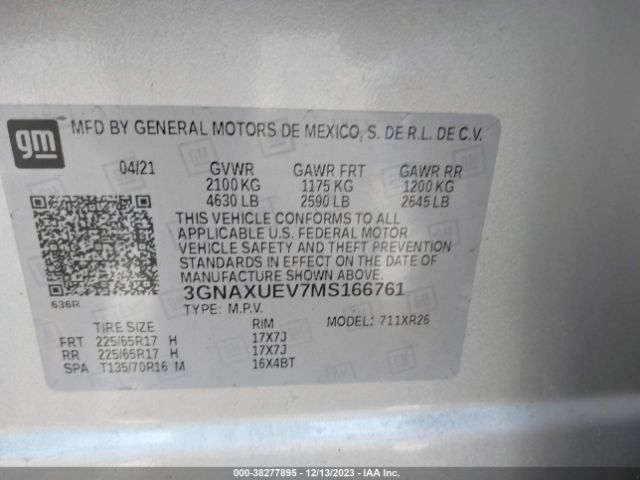 gm
MFD BY GENERAL MOTORS DE MEXICO, S. DE R.L. DE C.V.
04/21 GVWR GAWR FRT GAWR RR
2100 KG 1175 KG 1200 KG
4630 LB 2590 LB 2645 LB
THIS VEHICLE CONFORMS TO ALL
APPLICABLE U.S. FEDERAL MOTOR
VEHICLE SAFETY AND THEFT PREVENTION
STANDARDS IN EFFECT ON THE DATE OF
MANUFACTURE SHOWN ABOVE.
3GNAXUEV7MS166761
636R
TYPE: M.P.V. MODEL: 711XR26
TIRE SIZE RIM
FRT 225/65R17 H 17X7J
RR 225/65R17 H 17X7J
SPA T135/70R16 M 16X4BT
000-38277895 - 12/13/2023 - IAA Inc.